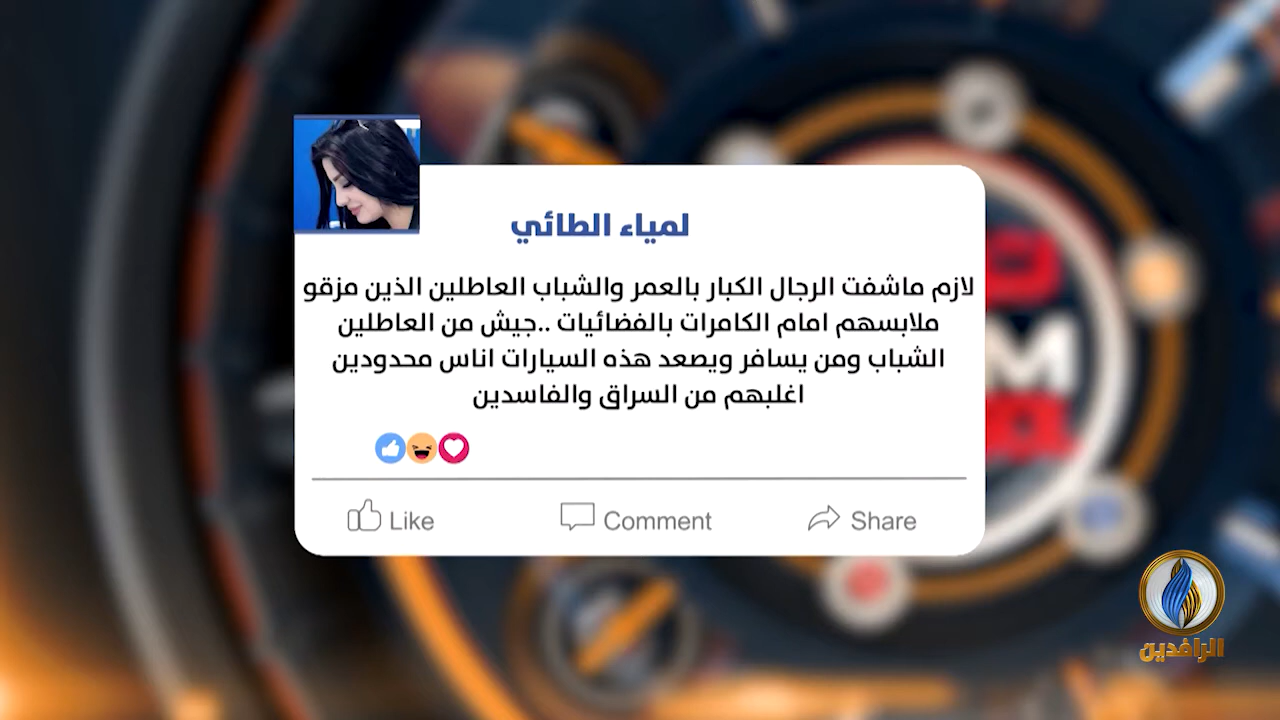 لمياء الطائي
لازم ماشفت الرجال الكبار بالعمر والشباب العاطلين الذين مزقو
ملابسهم امام الكامرات بالفضائيات ..جيش من العاطلين
الشباب ومن يسافر ويصعد هذه السيارات اناس محدودين
اغلبهم من السراق والفاسدين
Like
Comment
Share
الرافدين